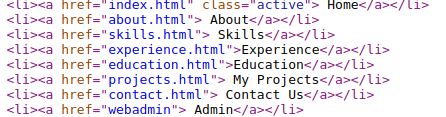 <li><a href="index.html" class="active"> Home</a></li>
<li><a href="about.html"> About</a></li>
<li><a href="skills.html"> Skills</a></li>
<li><a href="experience.html">Experience</a></li>
<li><a href="education.html">Education</a></li>
<li><a href="projects.html"> My Projects</a></li>
<li><a href="contact.html"> Contact Us</a></li>
<li><a href="webadmin"> Admin</a></li>